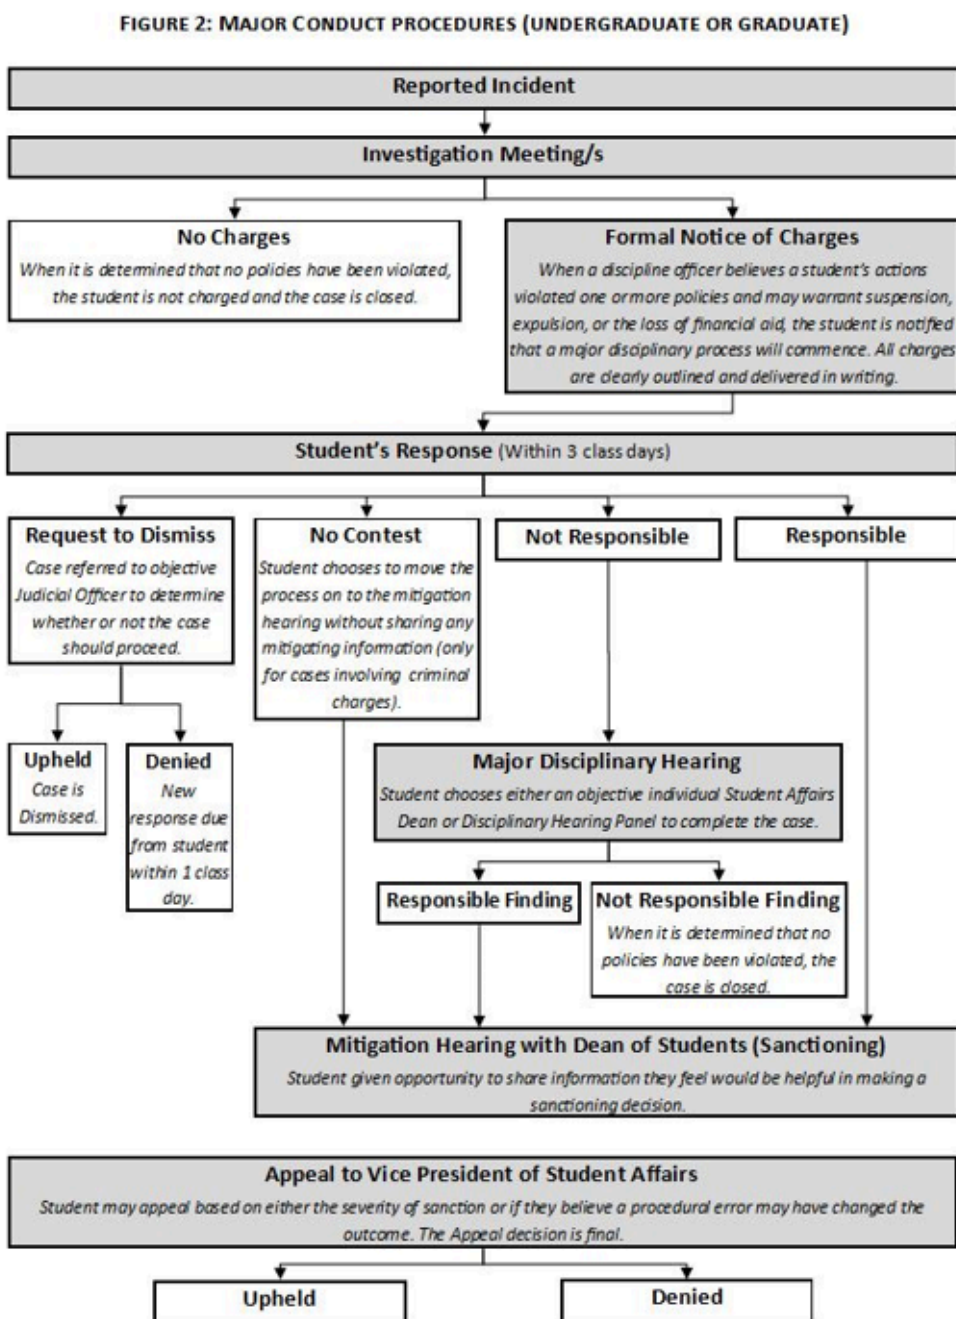 FIGURE 2: MAJOR CONDUCT PROCEDURES (UNDERGRADUATE OR GRADUATE)
Reported Incident
Investigation Meeting/s
No Charges
When it is determined that no policies have been violated,
the student is not charged and the case is closed.
Formal Notice of Charges
When a discipline officer believes a student's actions
violated one or more policies and may warrant suspension,
expulsion, or the loss of financial aid, the student is notified
that a major disciplinary process will commence. All charges
are clearly outlined and delivered in writing.
Student's Response (Within 3 class days)
Request to Dismiss
Case referred to objective
Judicial Officer to determine
whether or not the case
should proceed.
No Contest
Student chooses to move the
process on to the mitigation
hearing without sharing any
mitigating information (only
for cases involving criminal
charges).
Not Responsible
Responsible
Upheld
Case is
Dismissed.
Denied
New
response due
from student
within 1 class
day.
Major Disciplinary Hearing
Student chooses either an objective individual Student Affairs
Dean or Disciplinary Hearing Panel to complete the case.
Responsible Finding
Not Responsible Finding
When it is determined that no
policies have been violated, the
case is closed.
Mitigation Hearing with Dean of Students (Sanctioning)
Student given opportunity to share information they feel would be helpful in making a
sanctioning decision.
Appeal to Vice President of Student Affairs
Student may appeal based on either the severity of sanction or if they believe a procedural error may have changed the
outcome. The Appeal decision is final.
Upheld
Denied